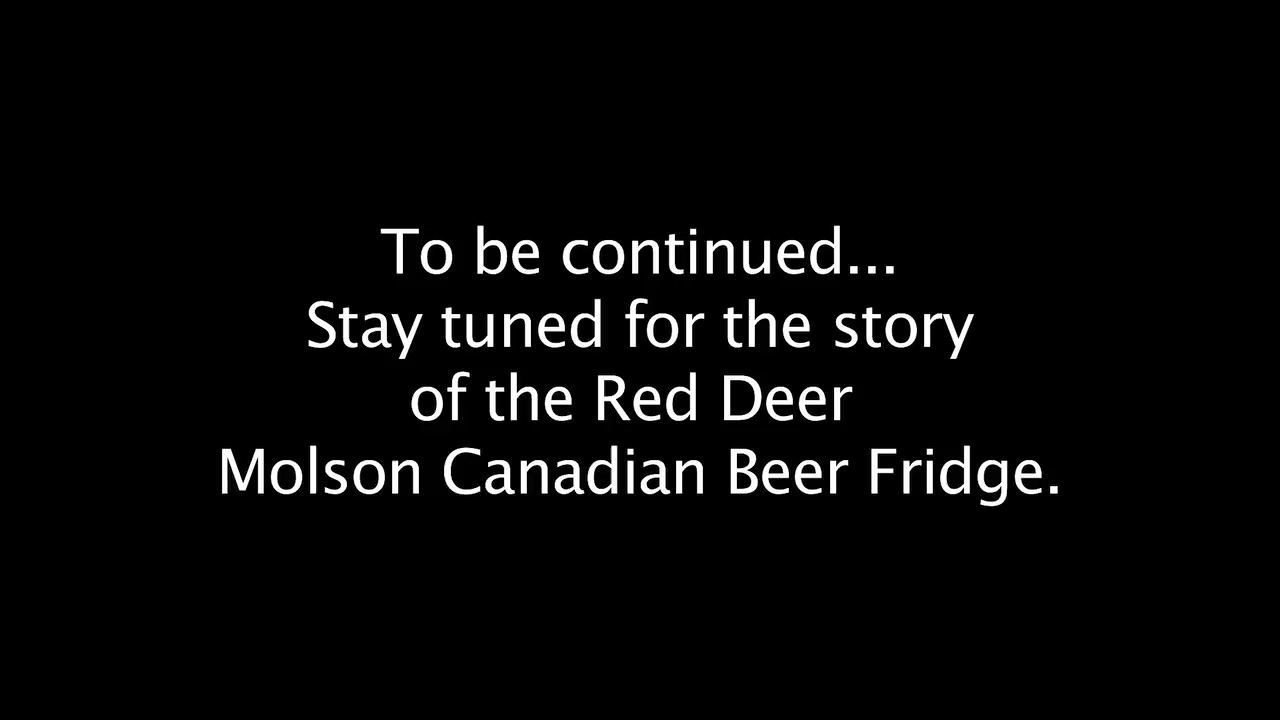 To be continued...
Stay tuned for the story
of the Red Deer
Molson Canadian Beer Fridge.